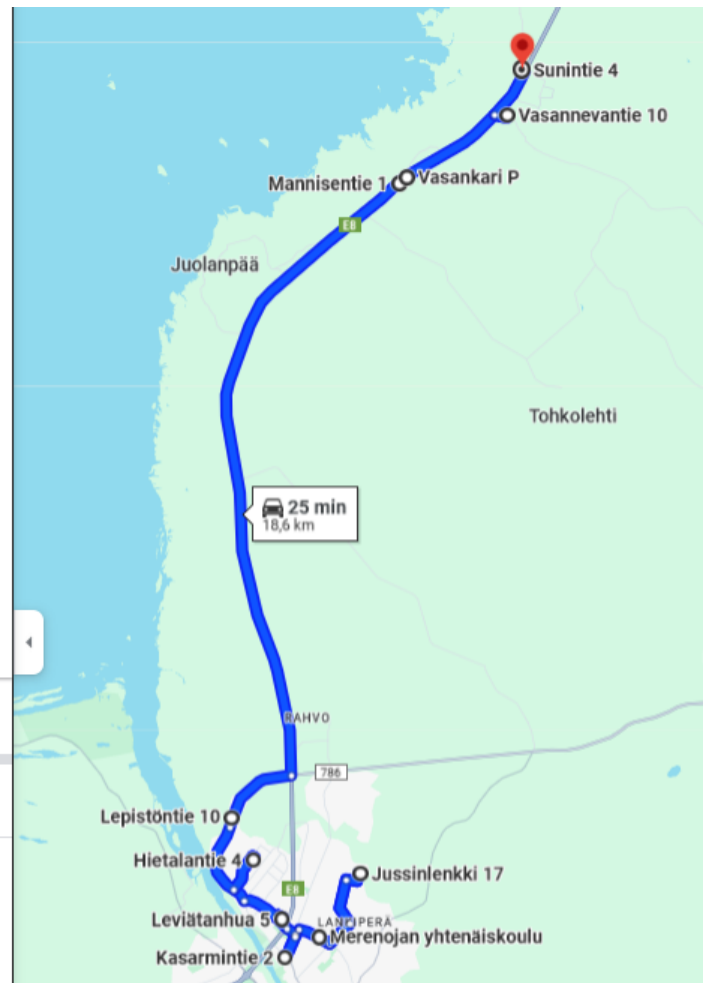 Sunintie 4
Vasannevantie 10
Mannisentie 1
Vasankari P
E8
Juolanpää
Tohkolehti
25 min
18,6 km
RAHVO
786
Lepistöntie 10
Hietalantie 4
Jussinlenkki 17
E8
Leviätanhua 5
LANKIPERÄ
Merenojan yhtenäiskoulu
Kasarmintie 2